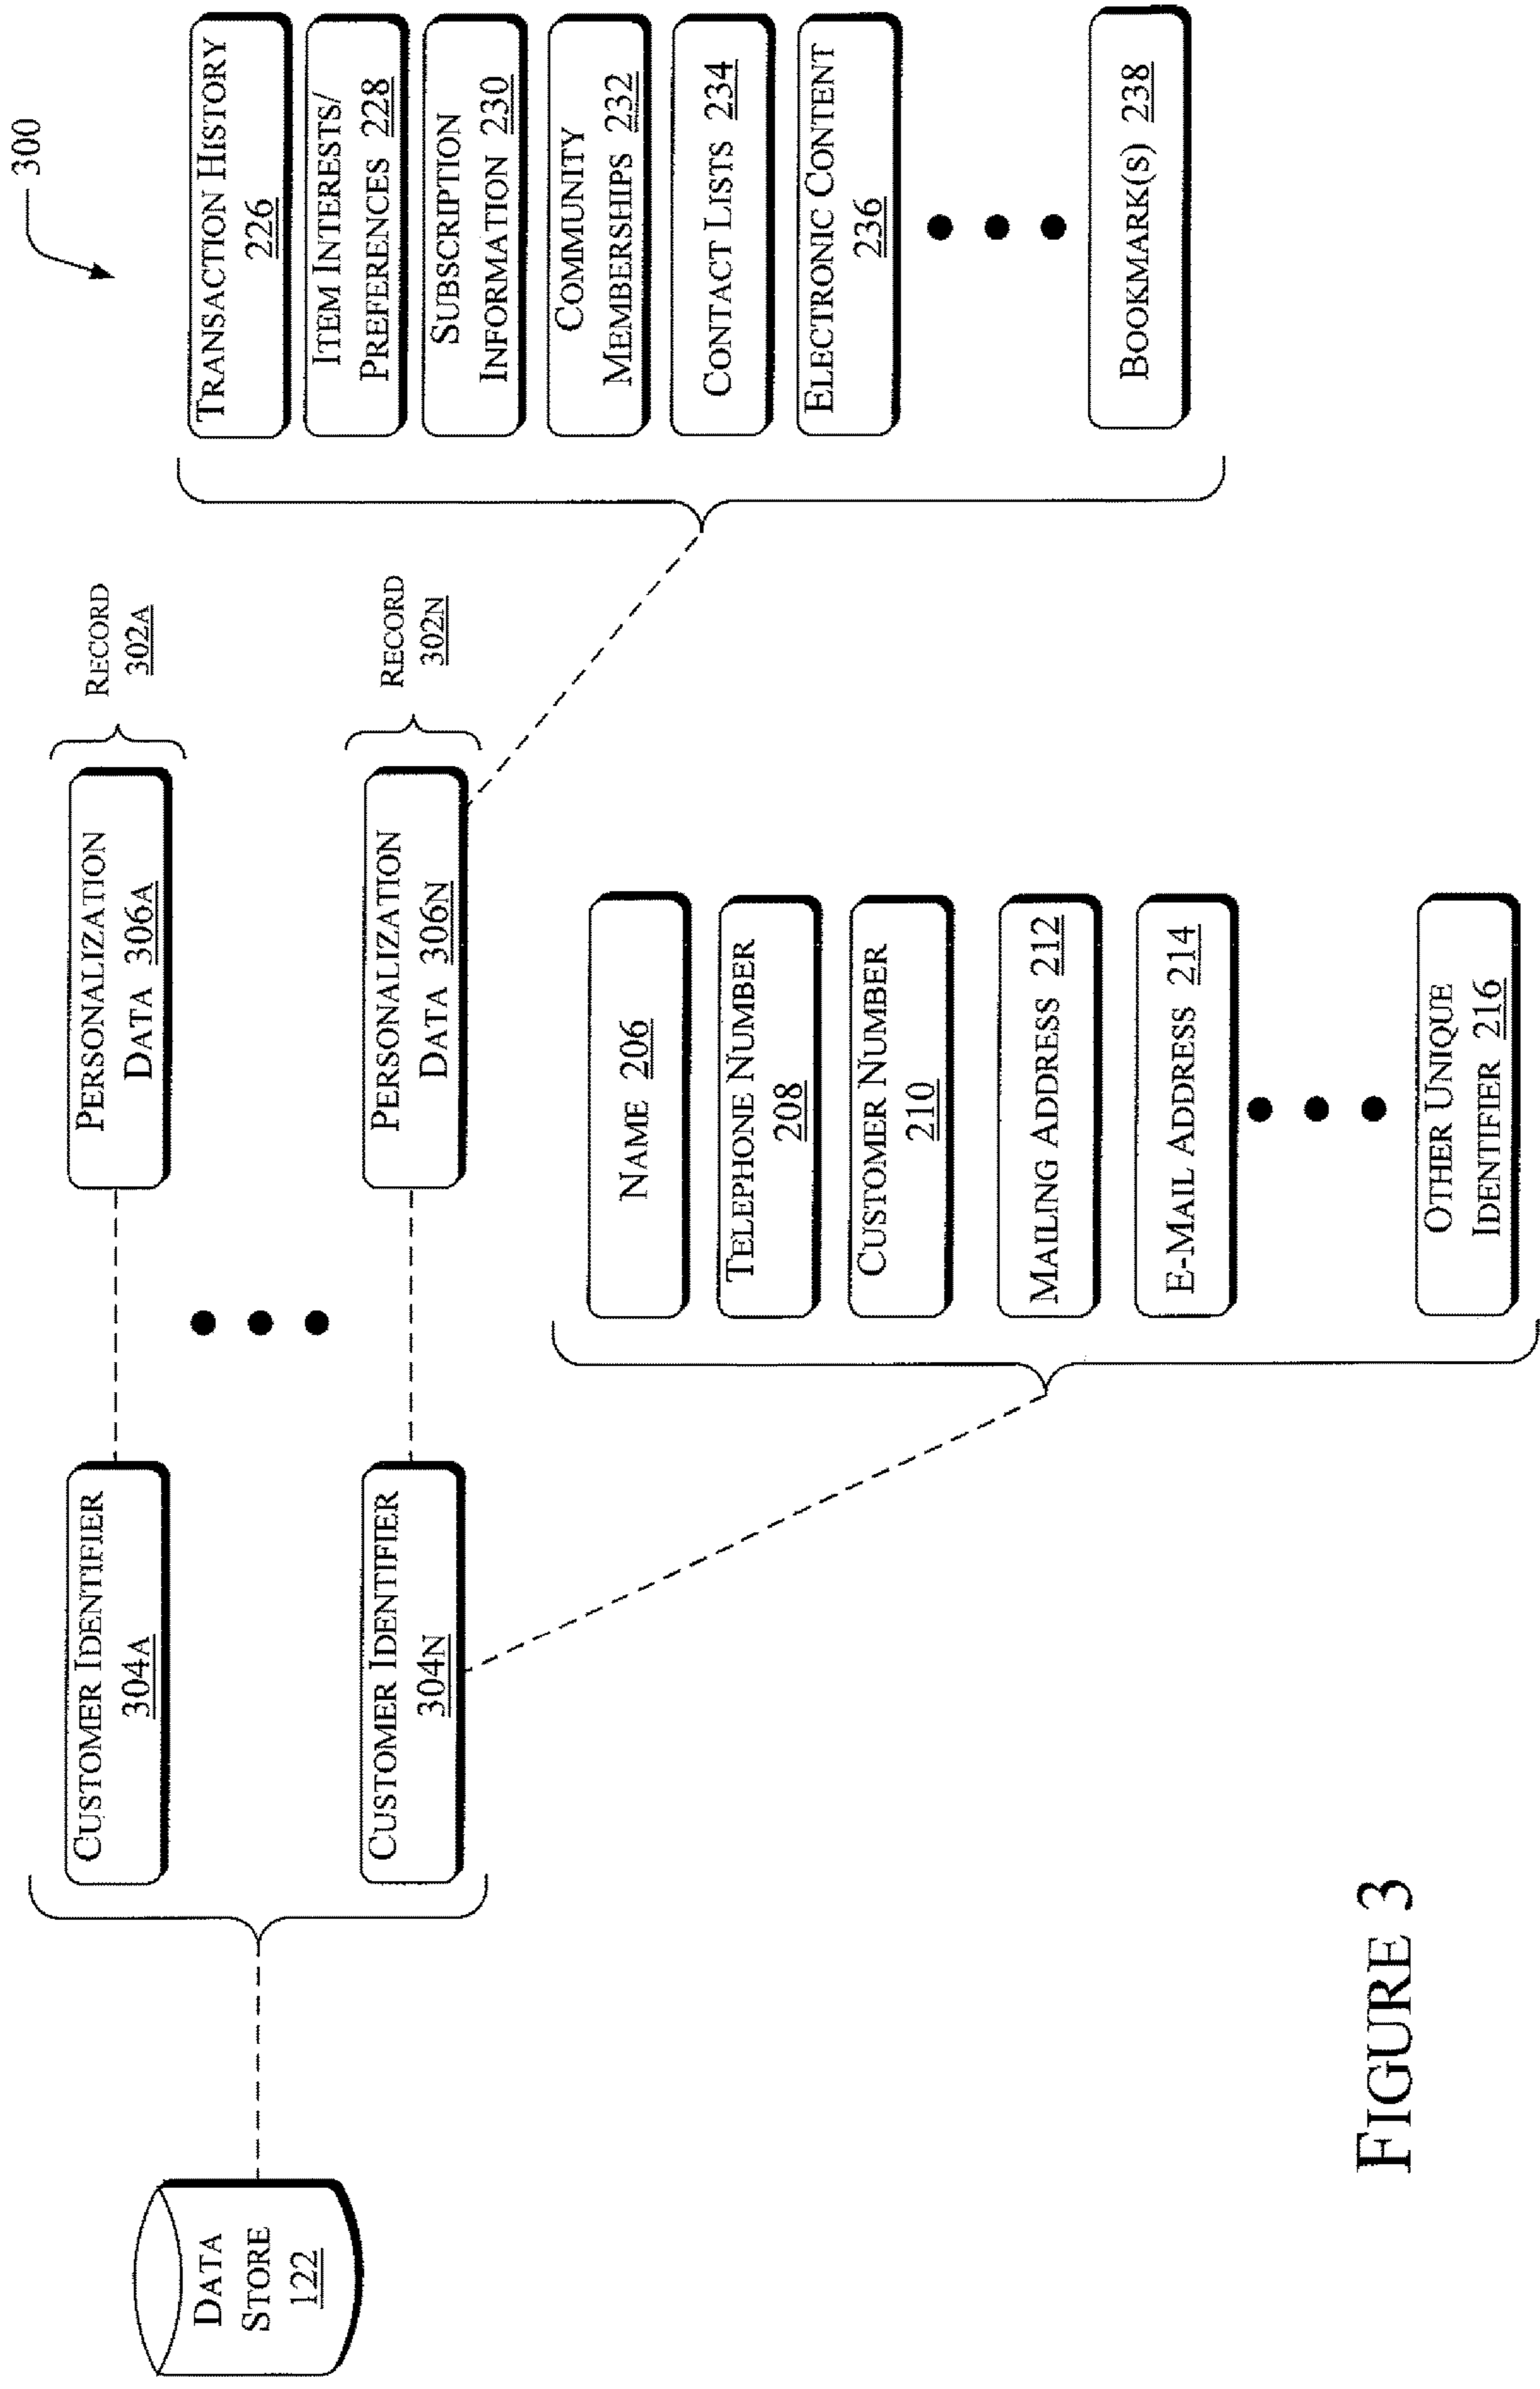 300
DATA
STORE
122
CUSTOMER IDENTIFIER
304A
PERSONALIZATION
DATA 306A
RECORD
302A
CUSTOMER IDENTIFIER
304N
PERSONALIZATION
DATA 306N
RECORD
302N
NAME 206
TELEPHONE NUMBER
208
CUSTOMER NUMBER
210
MAILING ADDRESS 212
E-MAIL ADDRESS 214
OTHER UNIQUE
IDENTIFIER 216
TRANSACTION HISTORY
226
ITEM INTERESTS/
PREFERENCES 228
SUBSCRIPTION
INFORMATION 230
COMMUNITY
MEMBERSHIPS 232
CONTACT LISTS 234
ELECTRONIC CONTENT
236
BOOKMARK(S) 238
FIGURE 3